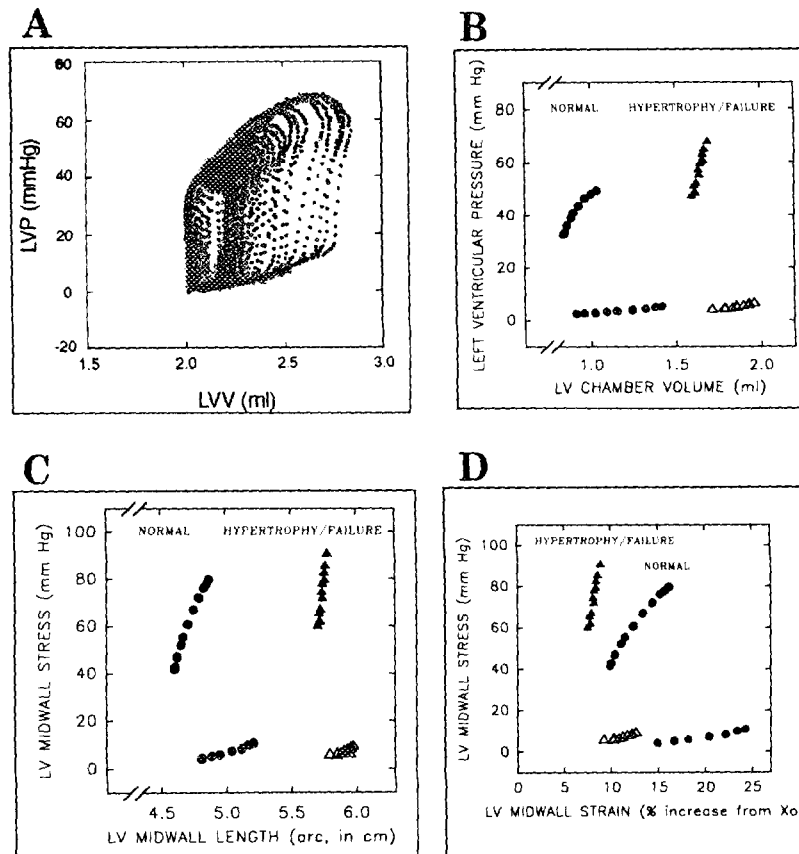 A
80
60
40
20
0
-20
LVP (mmHg)
1.5 2.0 2.5 3.0
LVV (ml)
B
LEFT VENTRICULAR PRESSURE (mm Hg)
80
60
40
20
0
NORMAL HYPERTROPHY/FAILURE
1.0 1.5 2.0
LV CHAMBER VOLUME (ml)
C
LV MIDWALL STRESS (mm Hg)
100
80
60
40
20
0
NORMAL HYPERTROPHY/FAILURE
4.5 5.0 5.5 6.0
LV MIDWALL LENGTH (arc, in cm)
D
LV MIDWALL STRESS (mm Hg)
100
80
60
40
20
0
HYPERTROPHY/FAILURE
NORMAL
0 5 10 15 20 25
LV MIDWALL STRAIN (% increase from Xo